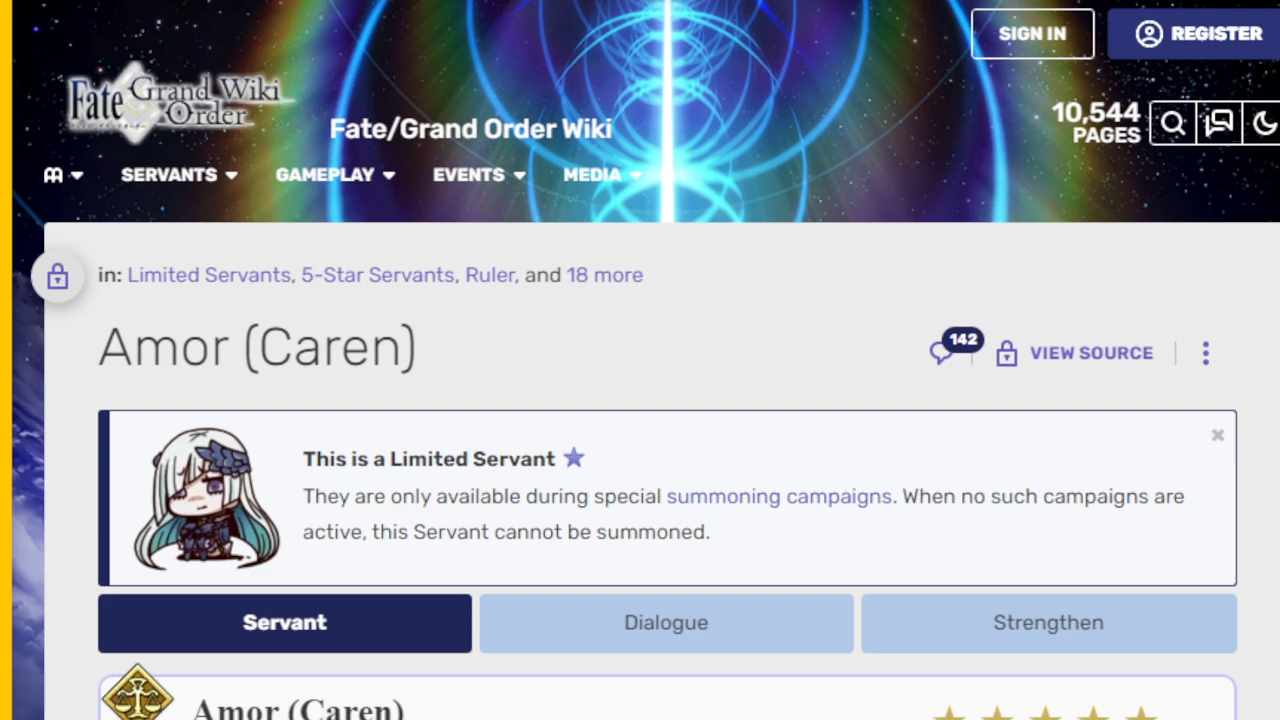 SIGN IN
REGISTER
Fate Grand Wiki
Order
Fate/Grand Order Wiki
10,544
PAGES
SERVANTS
GAMEPLAY
EVENTS
MEDIA
in: Limited Servants, 5-Star Servants, Ruler, and 18 more
Amor (Caren)
142
VIEW SOURCE
This is a Limited Servant
They are only available during special summoning campaigns. When no such campaigns are
active, this Servant cannot be summoned.
Servant
Dialogue
Strengthen
Amor (Caren)